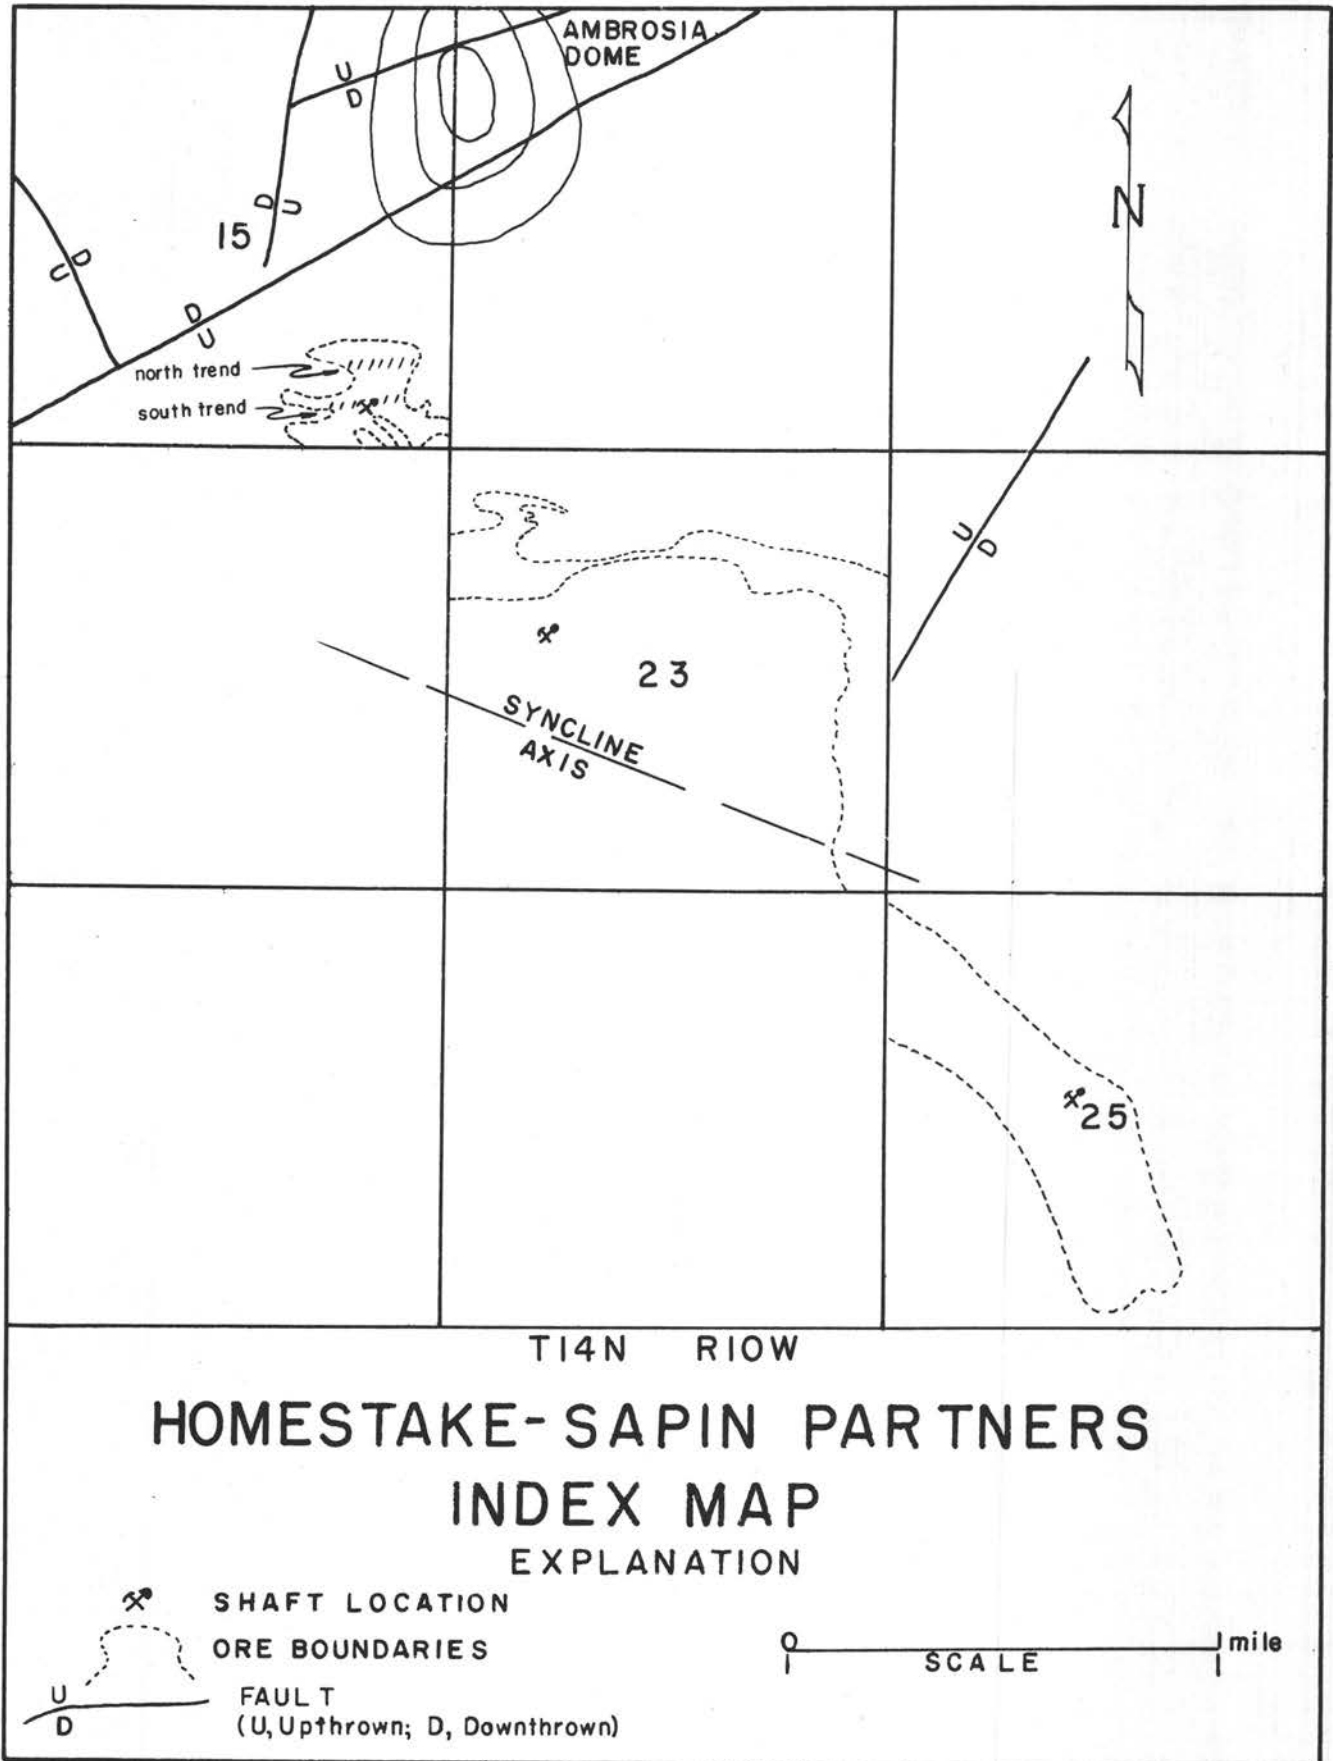 AMBROSIA
DOME
U
D
D
U
15
D
U
D
U
north trend
south trend
N
U
D
23
SYNCLINE
AXIS
25
T14N R10W
HOMESTAKE-SAPIN PARTNERS
INDEX MAP
EXPLANATION
SHAFT LOCATION
ORE BOUNDARIES
U
D
FAULT
(U, Upthrown; D, Downthrown)
0 1 mile
SCALE